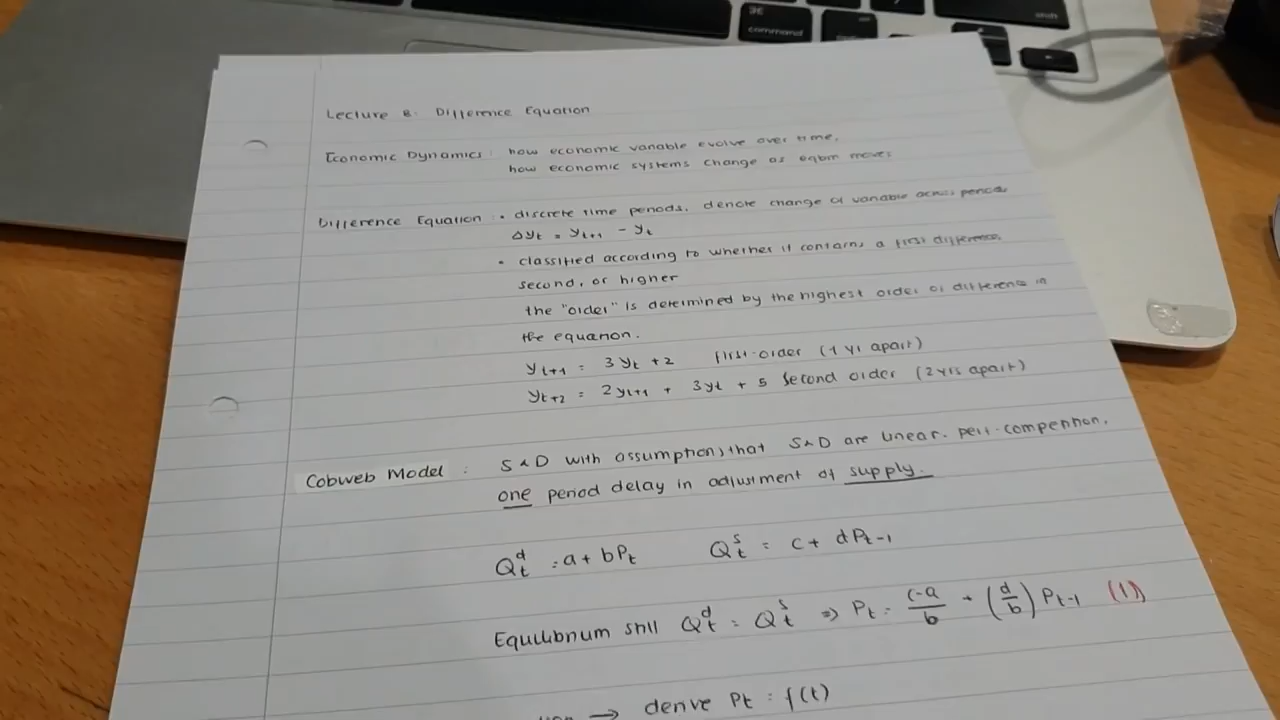 ⌘
command
shift
Lecture 8: Difference Equation
Economic Dynamics: how economic variable evolve over time.
how economic systems change as eqbm moves
Difference Equation: • discrete time periods, denote change of variable across period
Δyt = yt+1 - yt
• classified according to whether it contains a first difference,
second, or higher
the "order" is determined by the highest order of difference in
the equation.
yt+1 = 3yt + 2 first-order (1 yr apart)
yt+2 = 2yt+1 + 3yt + 5 second order (2 yrs apart)
Cobweb Model: S & D with assumptions that S & D are linear. perf. competition.
one period delay in adjustment of supply.
Qᵈt = a + bPt Qˢt = c + dPt-1
Equilibrium still Qᵈt = Qˢt ⇒ Pt = (c-a)/b + (d/b) Pt-1 (1)
→ derive Pt = f(t)